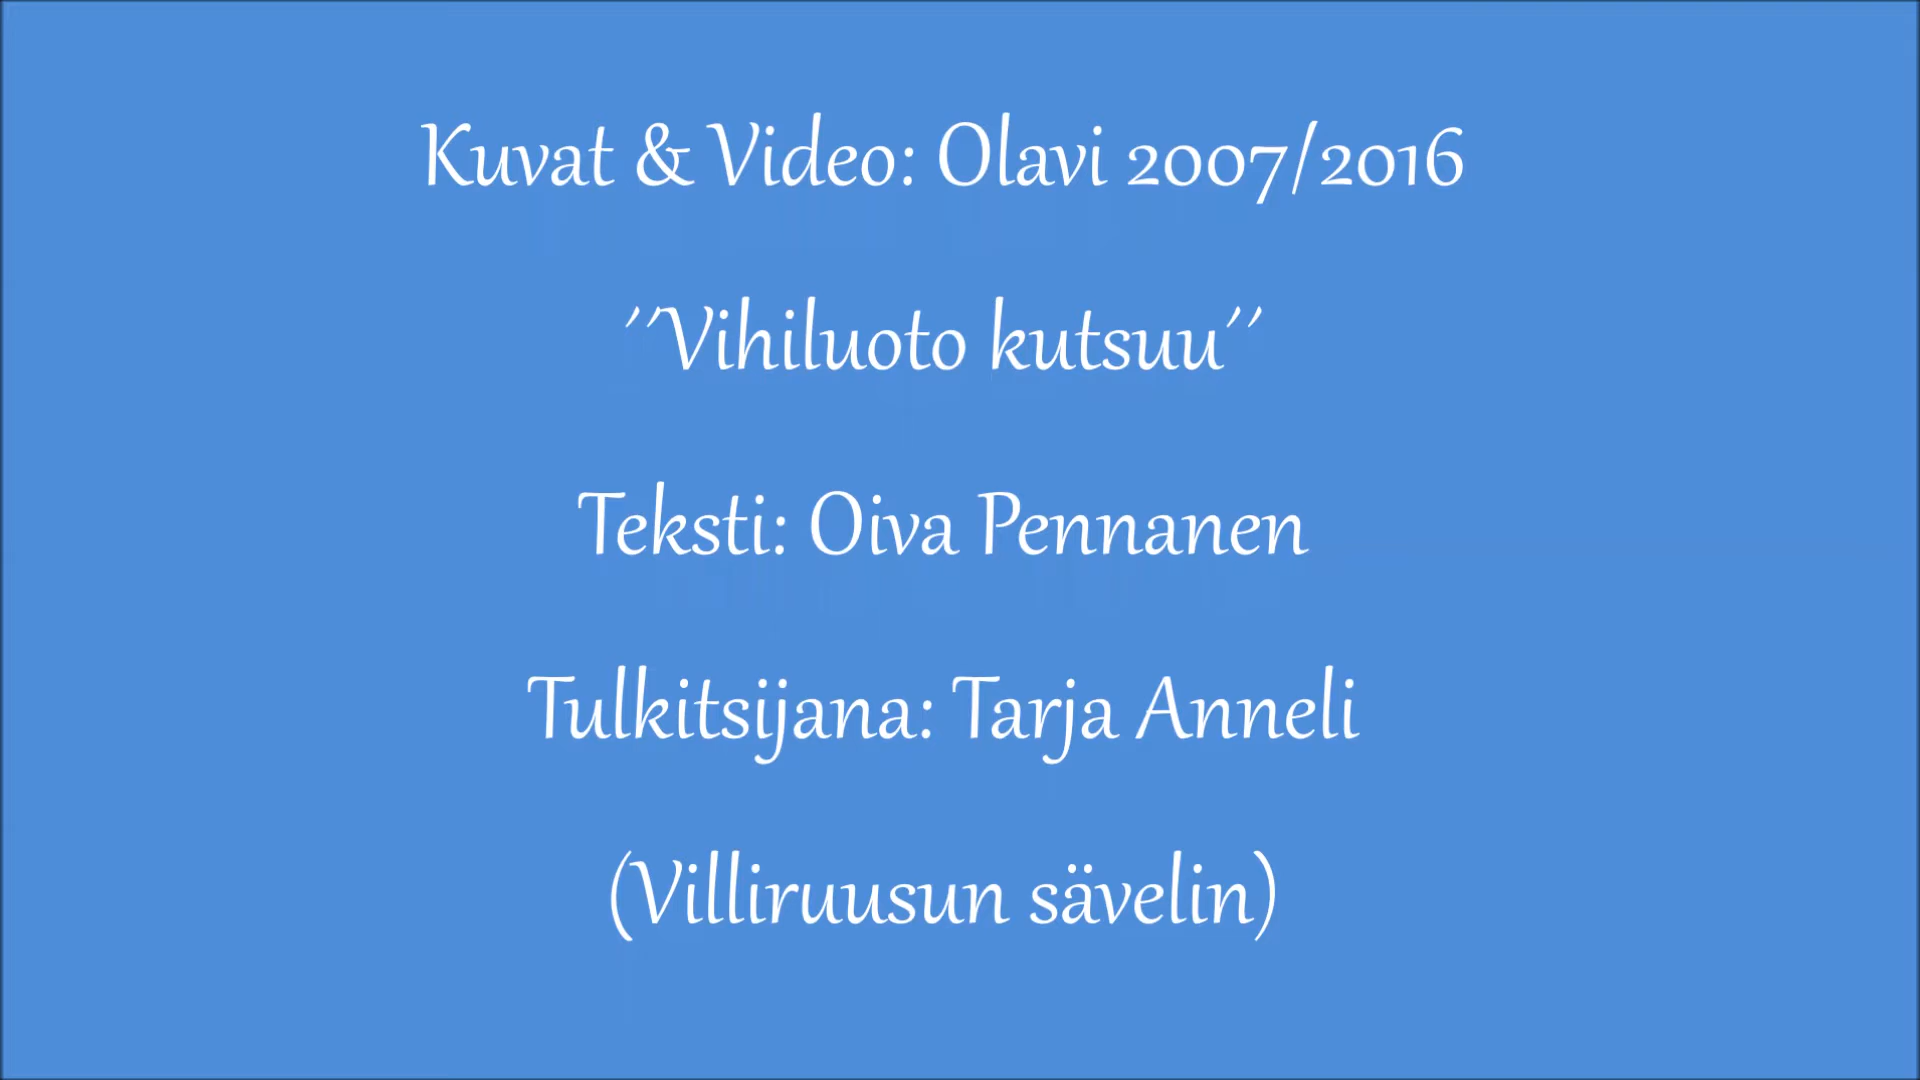 Kuvat & Video: Olavi 2007/2016
´´Vihiluoto kutsuu´´
Teksti: Oiva Pennanen
Tulkitsijana: Tarja Anneli
(Villiruusun sävelin)